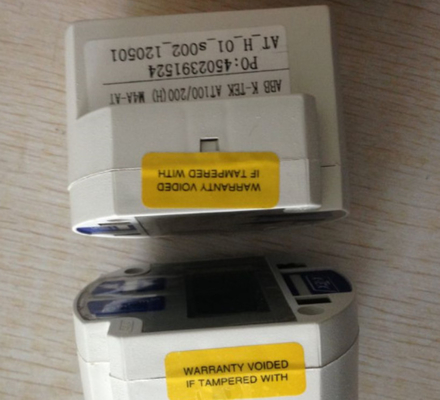 ABB K-TEK AT100/200(H) M4A-AT
PO:4502391524
AT_H_01_s002_120501
WARRANTY VOIDED
IF TAMPERED WITH
WARRANTY VOIDED
IF TAMPERED WITH